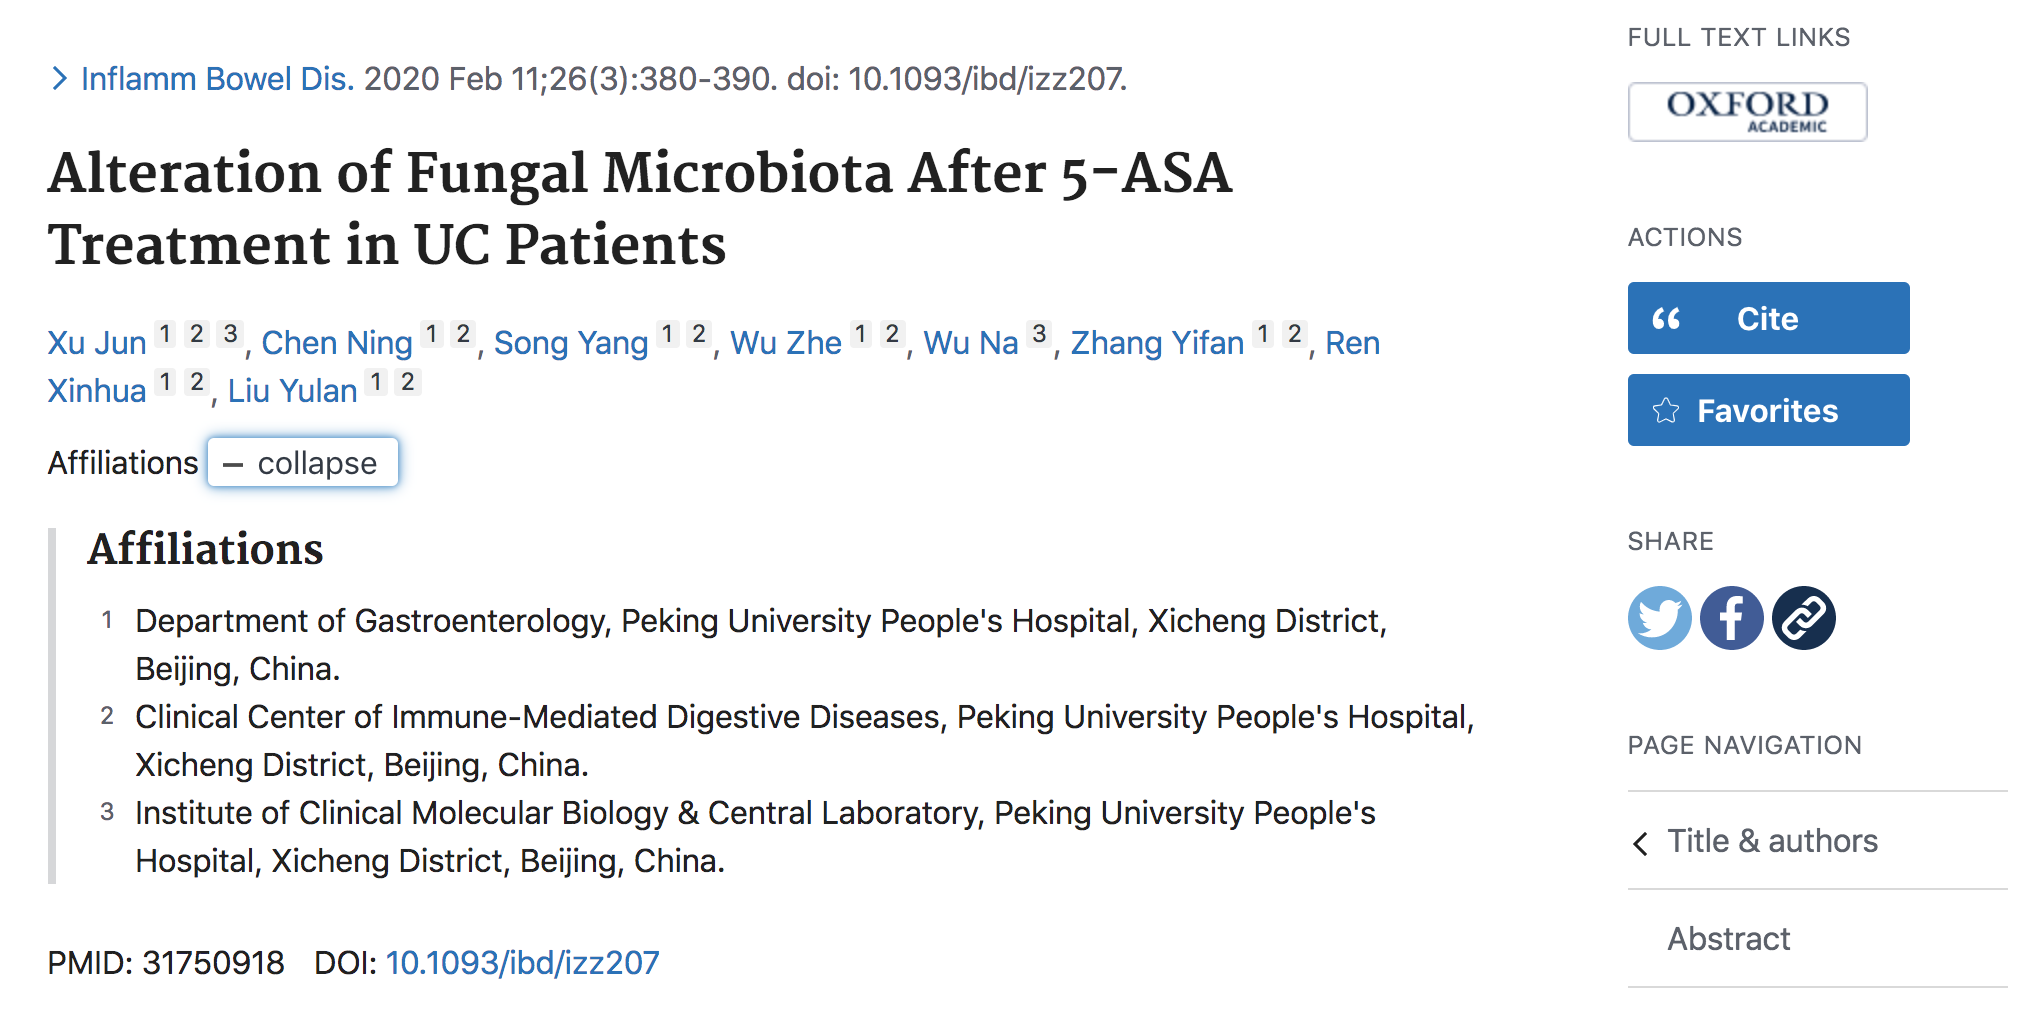 Inflamm Bowel Dis. 2020 Feb 11;26(3):380-390. doi: 10.1093/ibd/izz207.
Alteration of Fungal Microbiota After 5-ASA
Treatment in UC Patients
Xu Jun 1 2 3, Chen Ning 1 2, Song Yang 1 2, Wu Zhe 1 2, Wu Na 3, Zhang Yifan 1 2, Ren
Xinhua 1 2, Liu Yulan 1 2
Affiliations — collapse
Affiliations
1 Department of Gastroenterology, Peking University People's Hospital, Xicheng District,
Beijing, China.
2 Clinical Center of Immune-Mediated Digestive Diseases, Peking University People's Hospital,
Xicheng District, Beijing, China.
3 Institute of Clinical Molecular Biology & Central Laboratory, Peking University People's
Hospital, Xicheng District, Beijing, China.
PMID: 31750918 DOI: 10.1093/ibd/izz207
FULL TEXT LINKS
OXFORD
ACADEMIC
ACTIONS
Cite
Favorites
SHARE
PAGE NAVIGATION
Title & authors
Abstract